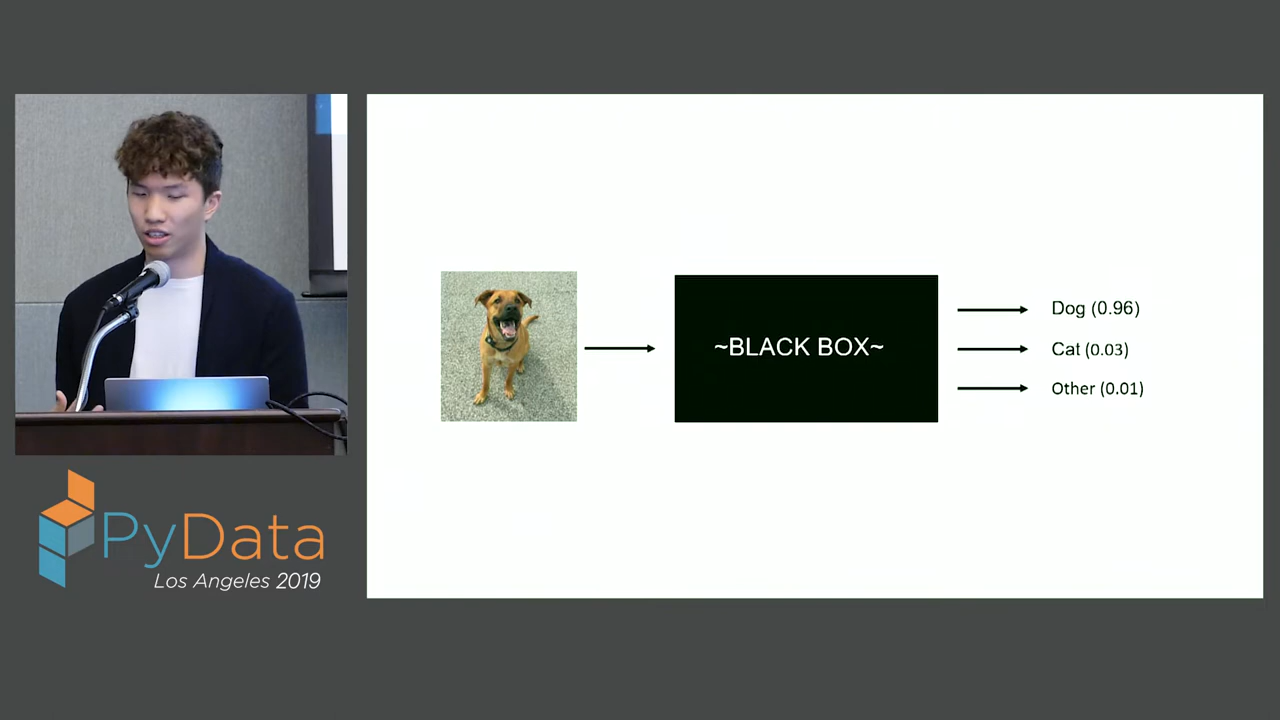 ~BLACK BOX~
Dog (0.96)
Cat (0.03)
Other (0.01)
PyData
Los Angeles 2019